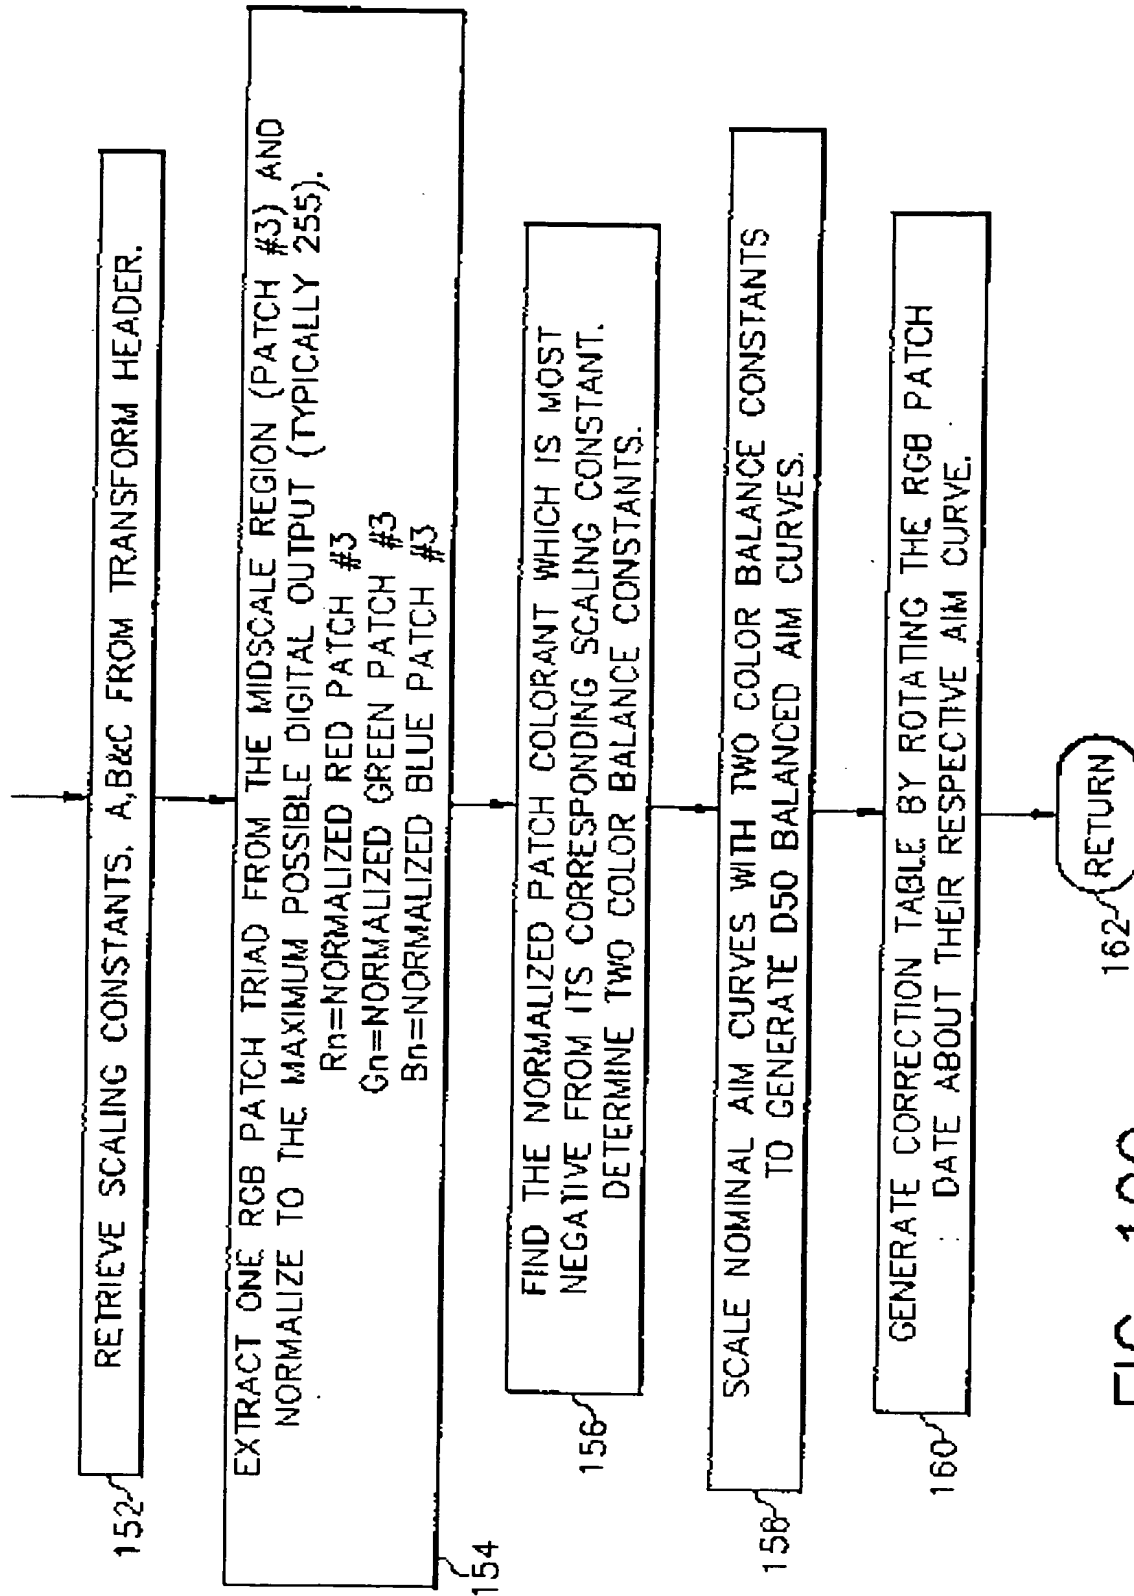 RETRIEVE SCALING CONSTANTS. A,B&C FROM TRANSFORM HEADER.
152
EXTRACT ONE RGB PATCH TRIAD FROM THE MIDSCALE REGION (PATCH #3) AND
NORMALIZE TO THE MAXIMUM POSSIBLE DIGITAL OUTPUT (TYPICALLY 255).
Rn=NORMALIZED RED PATCH #3
Gn=NORMALIZED GREEN PATCH #3
Bn=NORMALIZED BLUE PATCH #3
154
FIND THE NORMALIZED PATCH COLORANT WHICH IS MOST
NEGATIVE FROM ITS CORRESPONDING SCALING CONSTANT.
DETERMINE TWO COLOR BALANCE CONSTANTS.
156
SCALE NOMINAL AIM CURVES WITH TWO COLOR BALANCE CONSTANTS
TO GENERATE D50 BALANCED AIM CURVES.
158
GENERATE CORRECTION TABLE BY ROTATING THE RGB PATCH
DATE ABOUT THEIR RESPECTIVE AIM CURVE.
160
RETURN
162